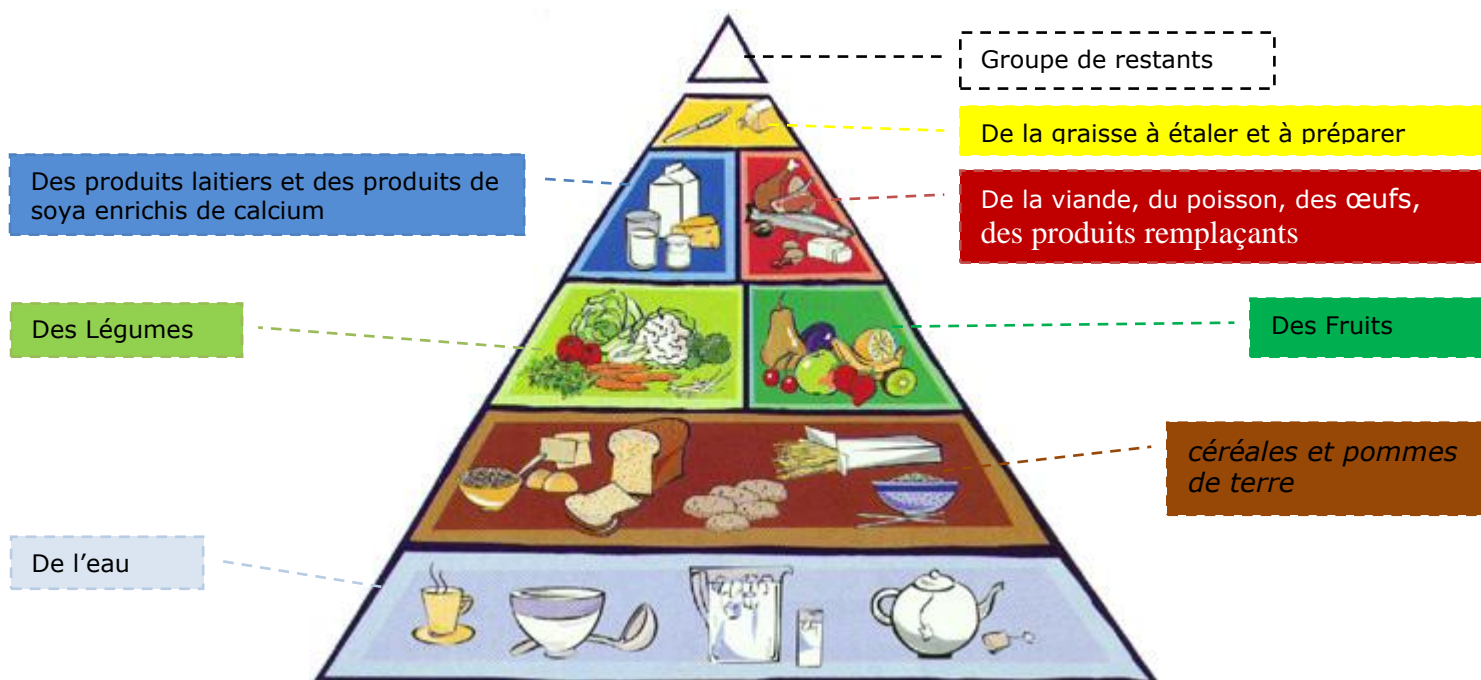 Groupe de restants
De la graisse à étaler et à préparer
Des produits laitiers et des produits de
soya enrichis de calcium
De la viande, du poisson, des œufs,
des produits remplaçants
Des Légumes
Des Fruits
céréales et pommes
de terre
De l’eau